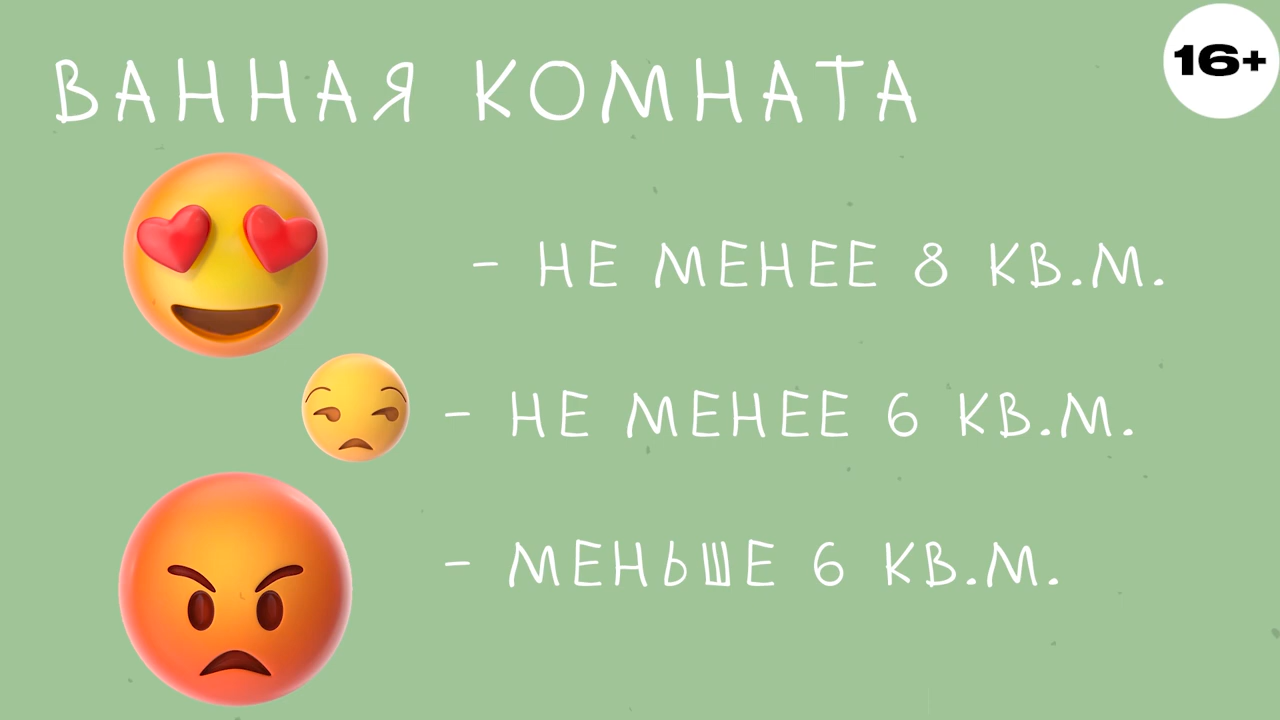 ВАННАЯ КОМНАТА
16+
- НЕ МЕНЕЕ 8 КВ.М.
- НЕ МЕНЕЕ 6 КВ.М.
- МЕНЬШЕ 6 КВ.М.